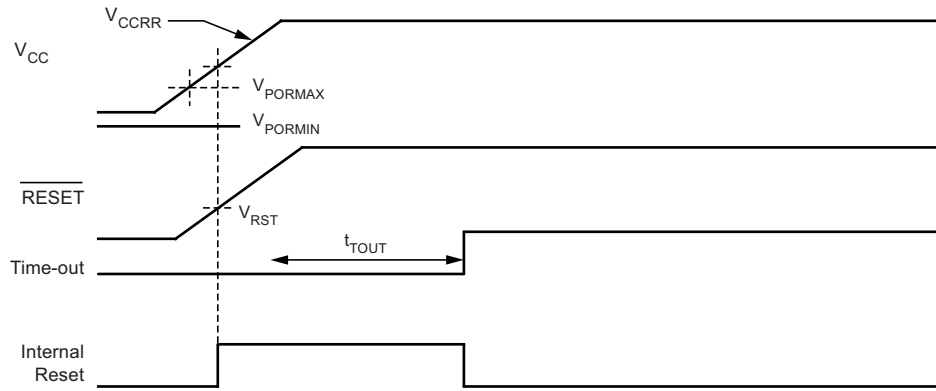 VCCRR
VCC
VPORMAX
VPORMIN
RESET
VRST
tTOUT
Time-out
Internal
Reset